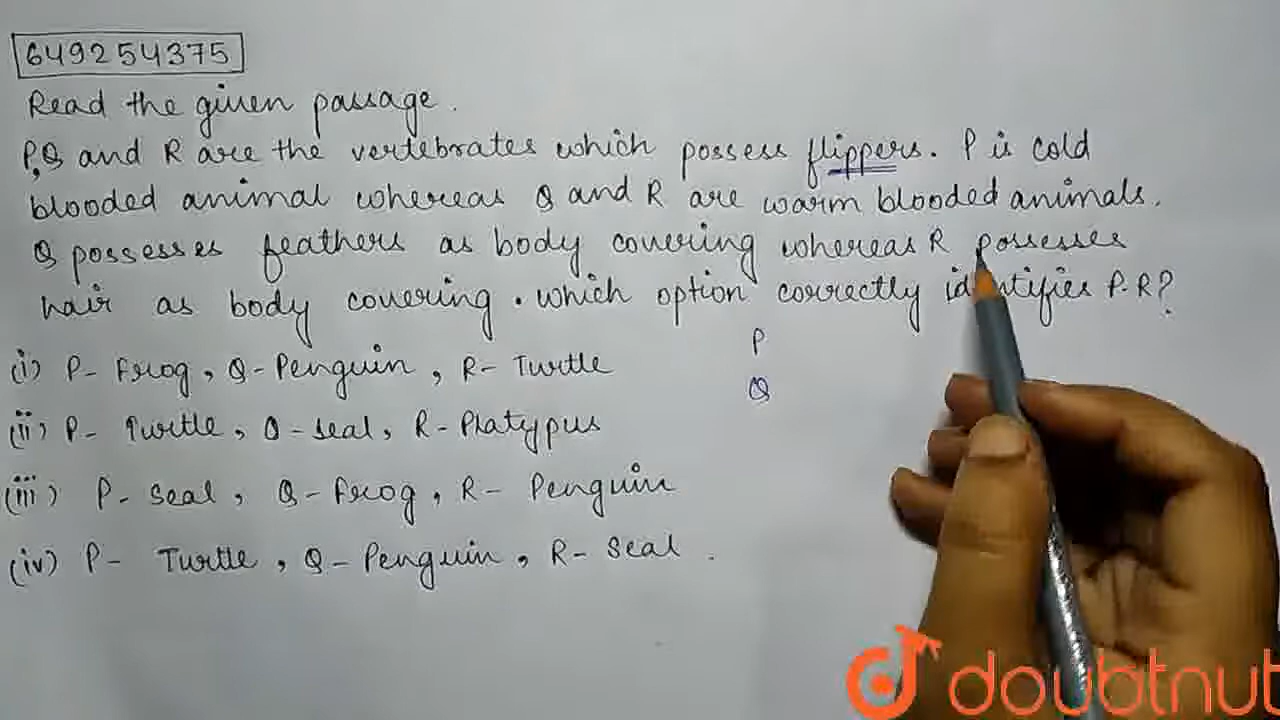 649254375
Read the given passage.
P,Q and R are the vertebrates which possess flippers. P is cold
blooded animal whereas Q and R are warm blooded animals.
Q possesses feathers as body covering whereas R possesses
hair as body covering. which option correctly identifies P-R?
P
Q
(i) P- Frog, Q-Penguin, R- Turtle
(ii) P- Turtle, Q-seal, R-Platypus
(iii) P- Seal, Q-Frog, R- Penguin
(iv) P- Turtle, Q-Penguin, R- Seal.
doubtnut